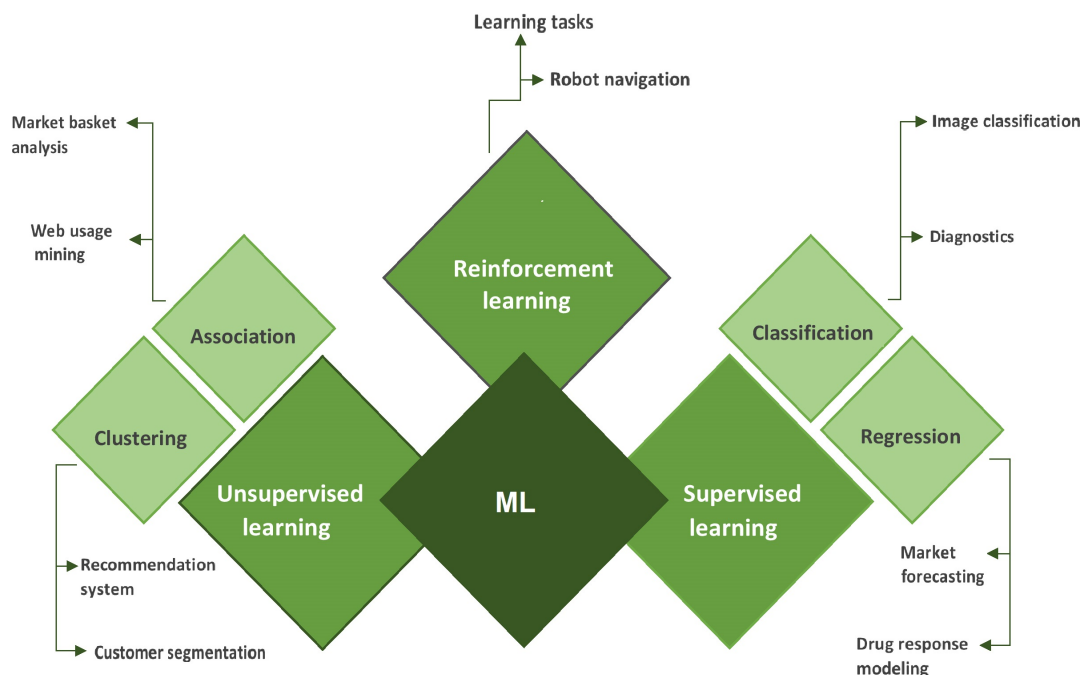 Learning tasks
Robot navigation
Market basket
analysis
Web usage
mining
Image classification
Diagnostics
Reinforcement
learning
Association
Clustering
Classification
Regression
Unsupervised
learning
ML
Supervised
learning
Recommendation
system
Customer segmentation
Market
forecasting
Drug response
modeling